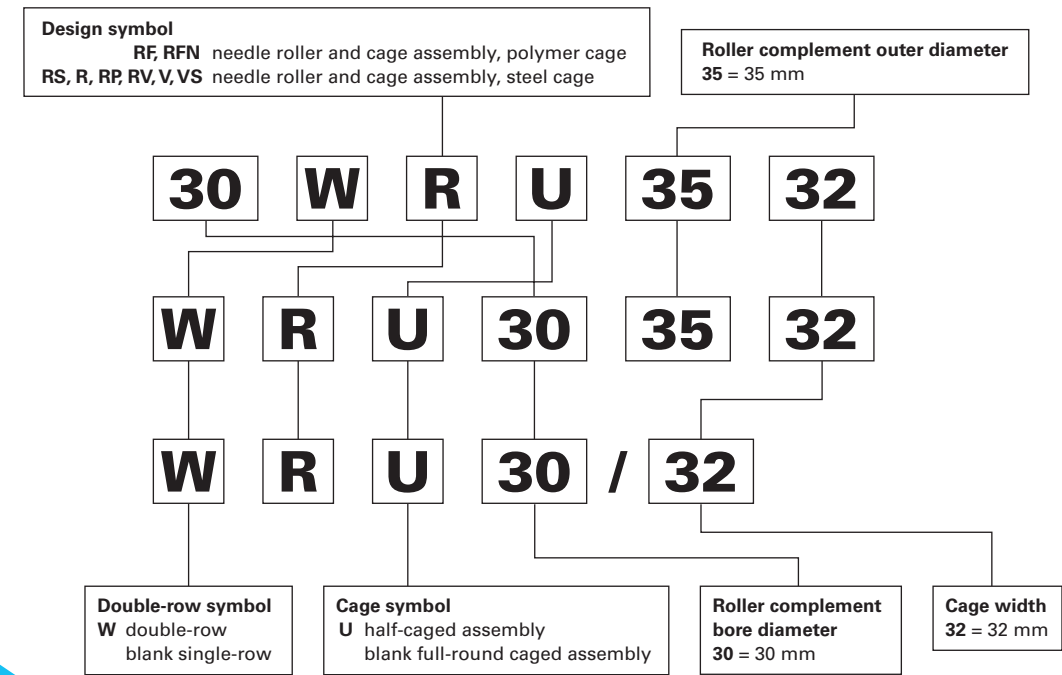 Design symbol
RF, RFN needle roller and cage assembly, polymer cage
RS, R, RP, RV, V, VS needle roller and cage assembly, steel cage
Roller complement outer diameter
35 = 35 mm
30 W R U 35 32
W R U 30 35 32
W R U 30 / 32
Double-row symbol
W double-row
blank single-row
Cage symbol
U half-caged assembly
blank full-round caged assembly
Roller complement
bore diameter
30 = 30 mm
Cage width
32 = 32 mm